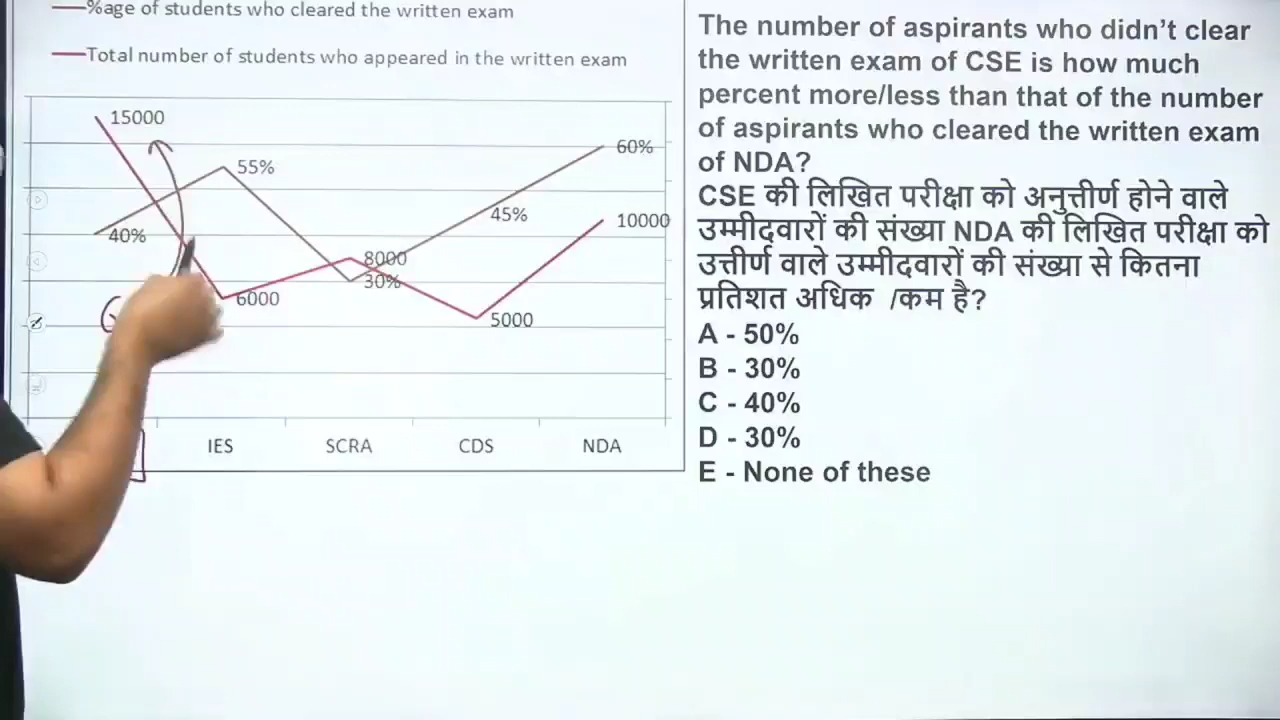 %age of students who cleared the written exam
Total number of students who appeared in the written exam
15000
55%
60%
45%
10000
40%
8000
30%
6000
5000
IES
SCRA
CDS
NDA
The number of aspirants who didn't clear
the written exam of CSE is how much
percent more/less than that of the number
of aspirants who cleared the written exam
of NDA?
CSE की लिखित परीक्षा को अनुत्तीर्ण होने वाले
उम्मीदवारों की संख्या NDA की लिखित परीक्षा को
उत्तीर्ण वाले उम्मीदवारों की संख्या से कितना
प्रतिशत अधिक /कम है?
A - 50%
B - 30%
C - 40%
D - 30%
E - None of these